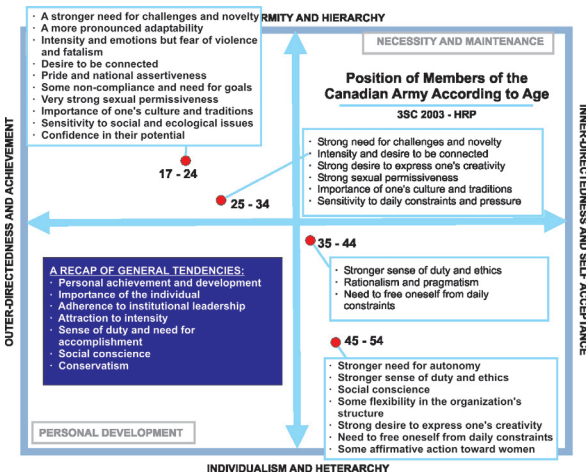 RMITY AND HIERARCHY
· A stronger need for challenges and novelty
· A more pronounced adaptability
· Intensity and emotions but fear of violence
and fatalism
· Desire to be connected
· Pride and national assertiveness
· Some non-compliance and need for goals
· Very strong sexual permissiveness
· Importance of one's culture and traditions
· Sensitivity to social and ecological issues
· Confidence in their potential
NECESSITY AND MAINTENANCE
Position of Members of the
Canadian Army According to Age
3SC 2003 - HRP
· Strong need for challenges and novelty
· Intensity and desire to be connected
· Strong desire to express one's creativity
· Strong sexual permissiveness
· Importance of one's culture and traditions
· Sensitivity to daily constraints and pressure
17 - 24
25 - 34
OUTER-DIRECTEDNESS AND ACHIEVEMENT
INNER-DIRECTEDNESS AND SELF ACCEPTANCE
35 - 44
· Stronger sense of duty and ethics
· Rationalism and pragmatism
· Need to free oneself from daily
constraints
A RECAP OF GENERAL TENDENCIES:
· Personal achievement and development
· Importance of the individual
· Adherence to institutional leadership
· Attraction to intensity
· Sense of duty and need for
accomplishment
· Social conscience
· Conservatism
45 - 54
· Stronger need for autonomy
· Stronger sense of duty and ethics
· Social conscience
· Some flexibility in the organization's
structure
· Strong desire to express one's creativity
· Need to free oneself from daily constraints
· Some affirmative action toward women
PERSONAL DEVELOPMENT
INDIVIDUALISM AND HETERARCHY